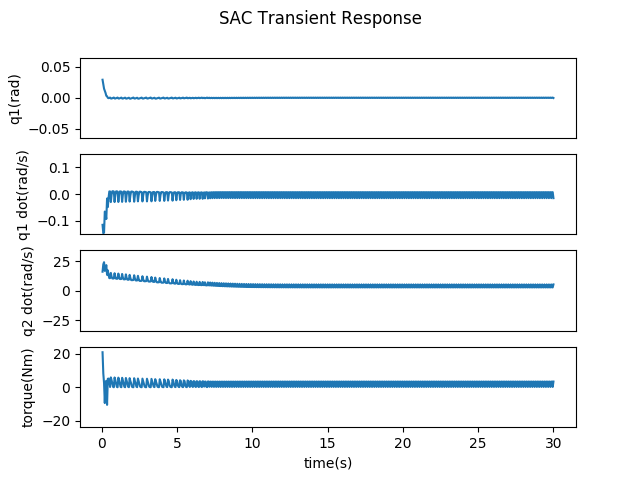 SAC Transient Response
0.05
0.00
−0.05
q1(rad)
0.1
0.0
−0.1
q1 dot(rad/s)
25
0
−25
q2 dot(rad/s)
20
0
−20
torque(Nm)
0 5 10 15 20 25 30
time(s)